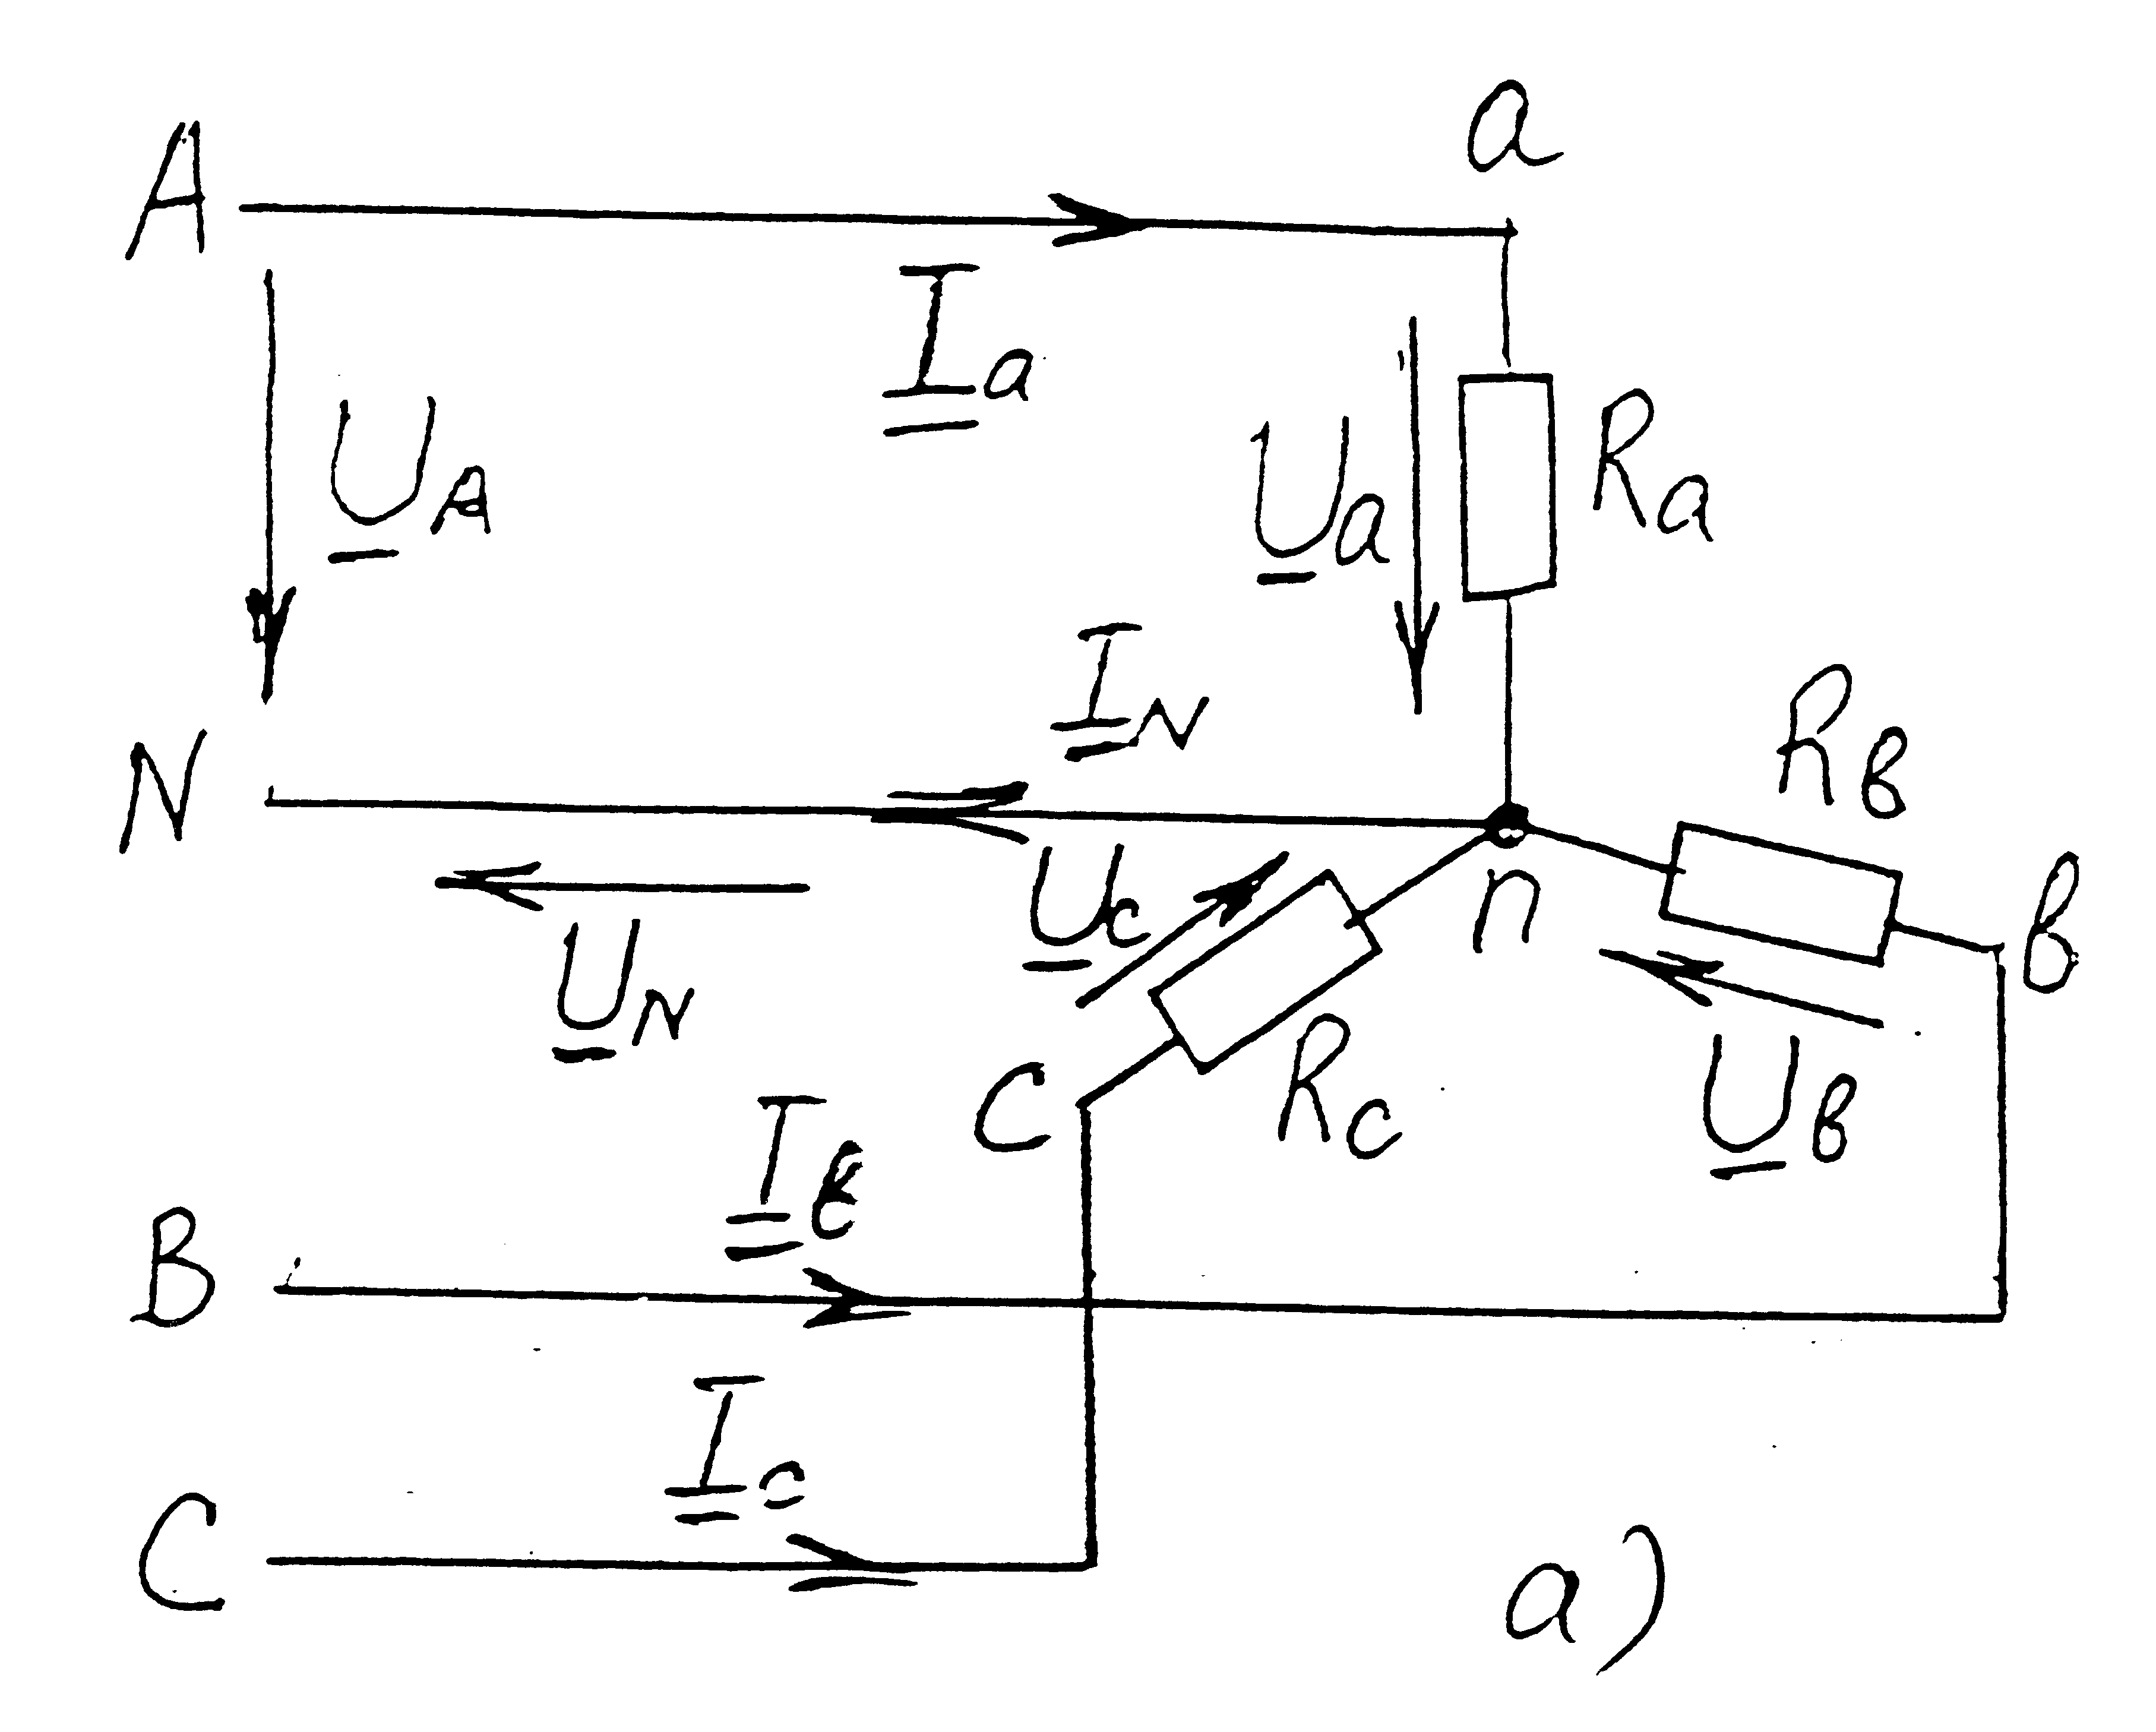 A
a
I_a
U_A
U_a
R_a
I_N
N
R_в
U_c
n
в
U_N
C
R_c
U_в
I_в
B
I_c
C
a)